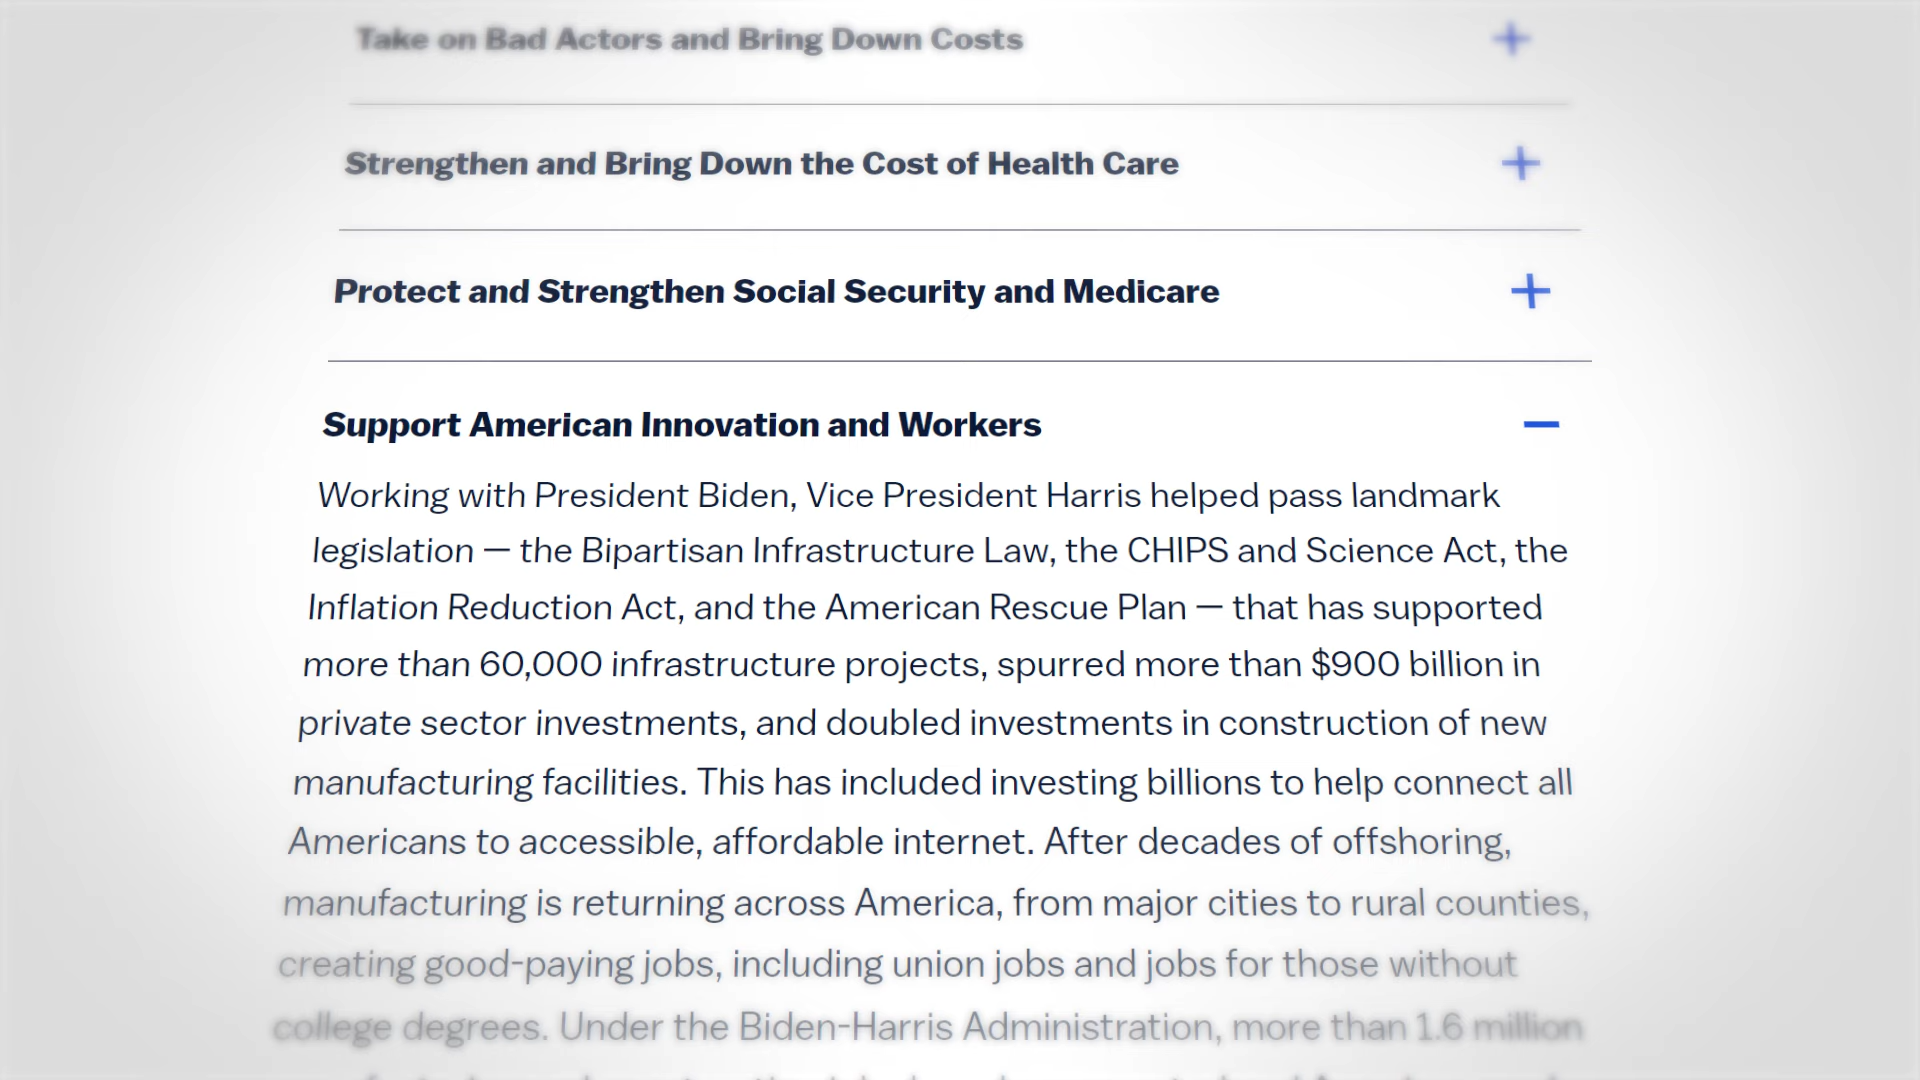 Take on Bad Actors and Bring Down Costs
Strengthen and Bring Down the Cost of Health Care
Protect and Strengthen Social Security and Medicare
Support American Innovation and Workers
Working with President Biden, Vice President Harris helped pass landmark
legislation — the Bipartisan Infrastructure Law, the CHIPS and Science Act, the
Inflation Reduction Act, and the American Rescue Plan — that has supported
more than 60,000 infrastructure projects, spurred more than $900 billion in
private sector investments, and doubled investments in construction of new
manufacturing facilities. This has included investing billions to help connect all
Americans to accessible, affordable internet. After decades of offshoring,
manufacturing is returning across America, from major cities to rural counties,
creating good-paying jobs, including union jobs and jobs for those without
college degrees. Under the Biden-Harris Administration, more than 1.6 million